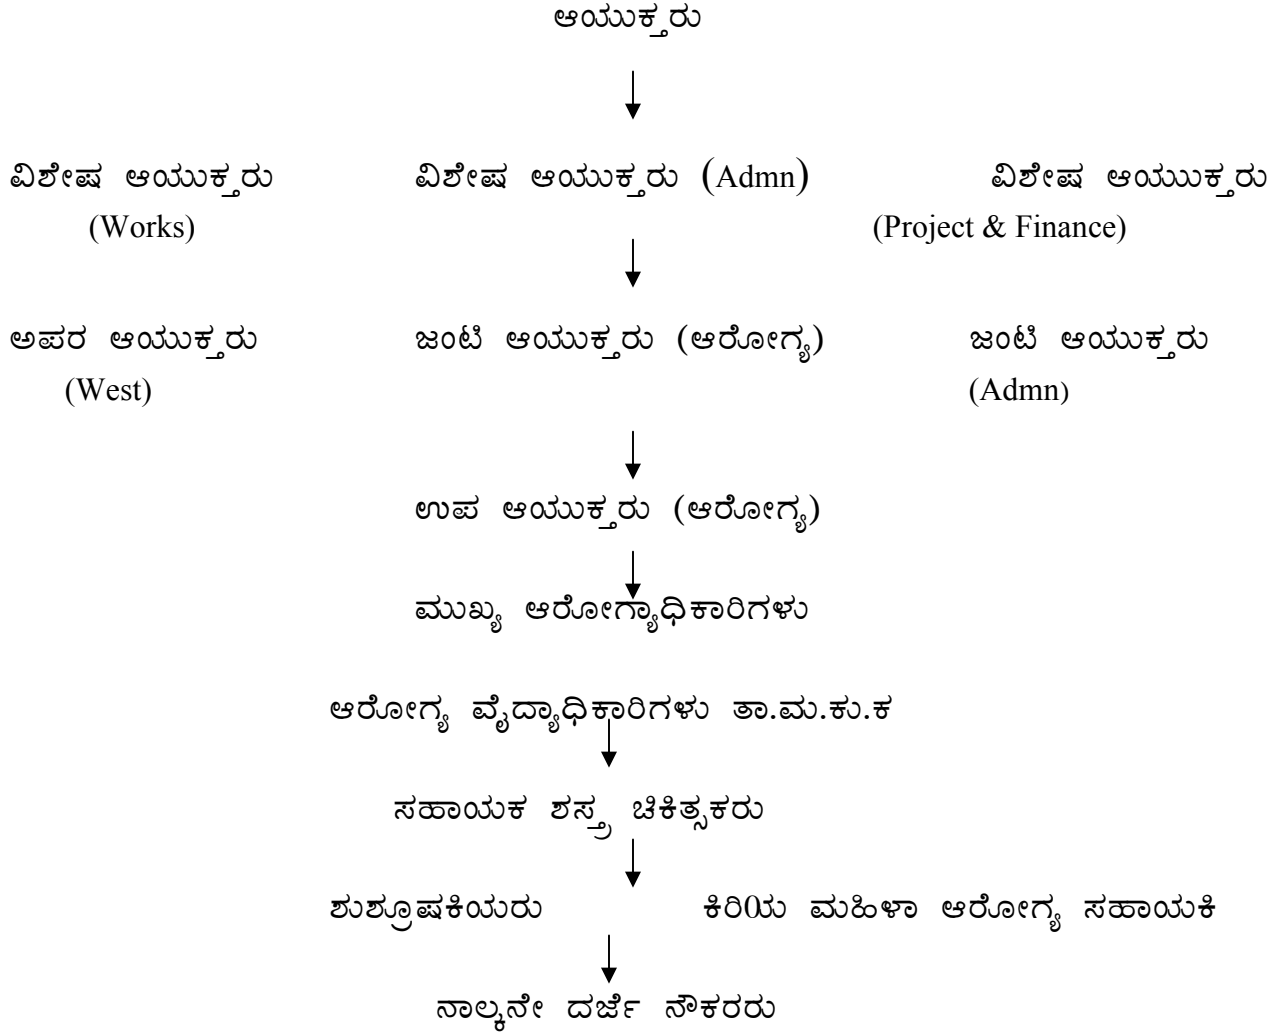 ಆಯುಕ್ತರು
ವಿಶೇಷ ಆಯುಕ್ತರು ವಿಶೇಷ ಆಯುಕ್ತರು (Admn) ವಿಶೇಷ ಆಯುುಕ್ತರು
(Works) (Project & Finance)
ಅಪರ ಆಯುಕ್ತರು ಜಂಟಿ ಆಯುಕ್ತರು (ಆರೋಗ್ಯ) ಜಂಟಿ ಆಯುಕ್ತರು
(West) (Admn)
ಉಪ ಆಯುಕ್ತರು (ಆರೋಗ್ಯ)
ಮುಖ್ಯ ಆರೋಗ್ಯಾಧಿಕಾರಿಗಳು
ಆರೋಗ್ಯ ವೈದ್ಯಾಧಿಕಾರಿಗಳು ತಾ.ಮ.ಕು.ಕ
ಸಹಾಯಕ ಶಸ್ತ್ರ ಚಿಕಿತ್ಸಕರು
ಶುಶ್ರೂಷಕಿಯರು ಕಿರಿ0ಯ ಮಹಿಳಾ ಆರೋಗ್ಯ ಸಹಾಯಕಿ
ನಾಲ್ಕನೇ ದರ್ಜೆ ನೌಕರರು